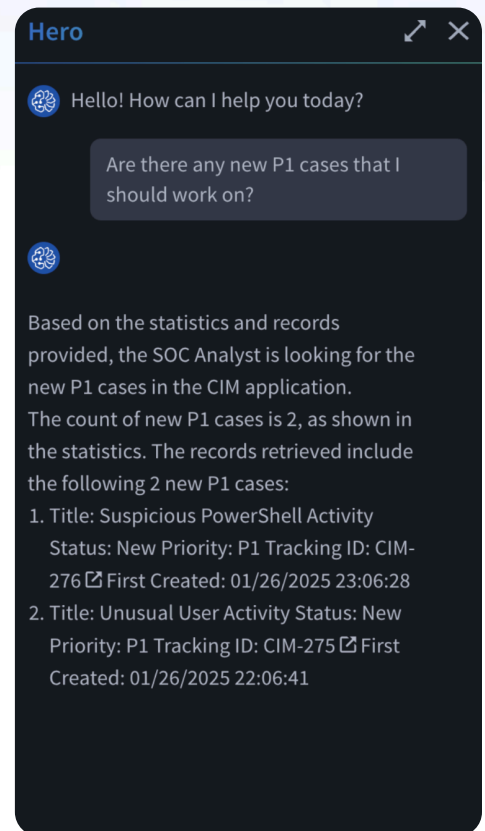 Hero
Hello! How can I help you today?
Are there any new P1 cases that I
should work on?
Based on the statistics and records
provided, the SOC Analyst is looking for the
new P1 cases in the CIM application.
The count of new P1 cases is 2, as shown in
the statistics. The records retrieved include
the following 2 new P1 cases:
1. Title: Suspicious PowerShell Activity
Status: New Priority: P1 Tracking ID: CIM-
276 First Created: 01/26/2025 23:06:28
2. Title: Unusual User Activity Status: New
Priority: P1 Tracking ID: CIM-275 First
Created: 01/26/2025 22:06:41